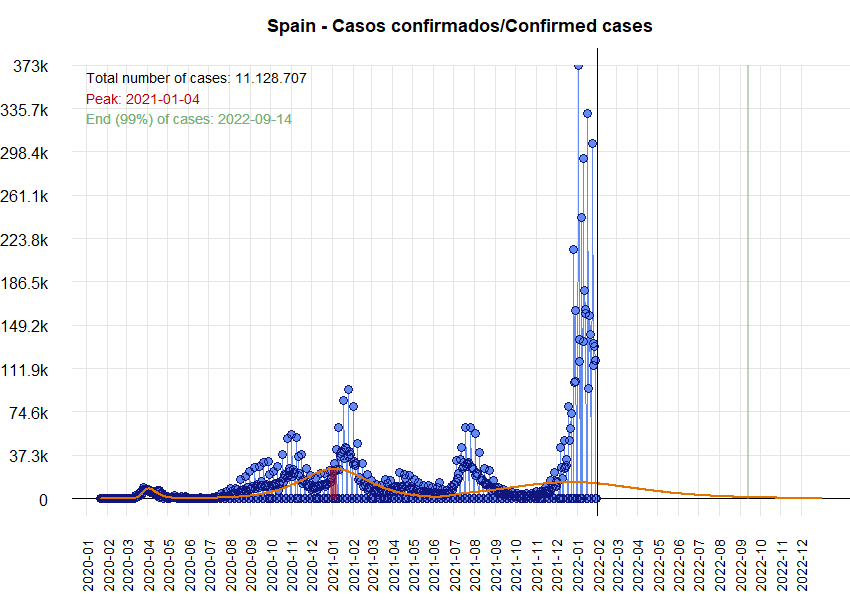 Spain - Casos confirmados/Confirmed cases
373k
335.7k
298.4k
261.1k
223.8k
186.5k
149.2k
111.9k
74.6k
37.3k
0
Total number of cases: 11.128.707
Peak: 2021-01-04
End (99%) of cases: 2022-09-14
2020-01
2020-02
2020-03
2020-04
2020-05
2020-06
2020-07
2020-08
2020-09
2020-10
2020-11
2020-12
2021-01
2021-02
2021-03
2021-04
2021-05
2021-06
2021-07
2021-08
2021-09
2021-10
2021-11
2021-12
2022-01
2022-02
2022-03
2022-04
2022-05
2022-06
2022-07
2022-08
2022-09
2022-10
2022-11
2022-12